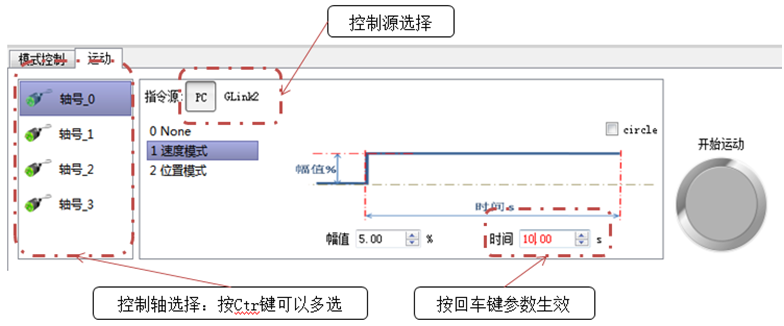 控制源选择
模式控制 运动
轴号_0
轴号_1
轴号_2
轴号_3
指令源: PC GLink2
0 None
1 速度模式
2 位置模式
circle
幅值%
时间 s
幅值 5.00 %
时间 10.00 s
开始运动
控制轴选择：按Ctr键可以多选
按回车键参数生效